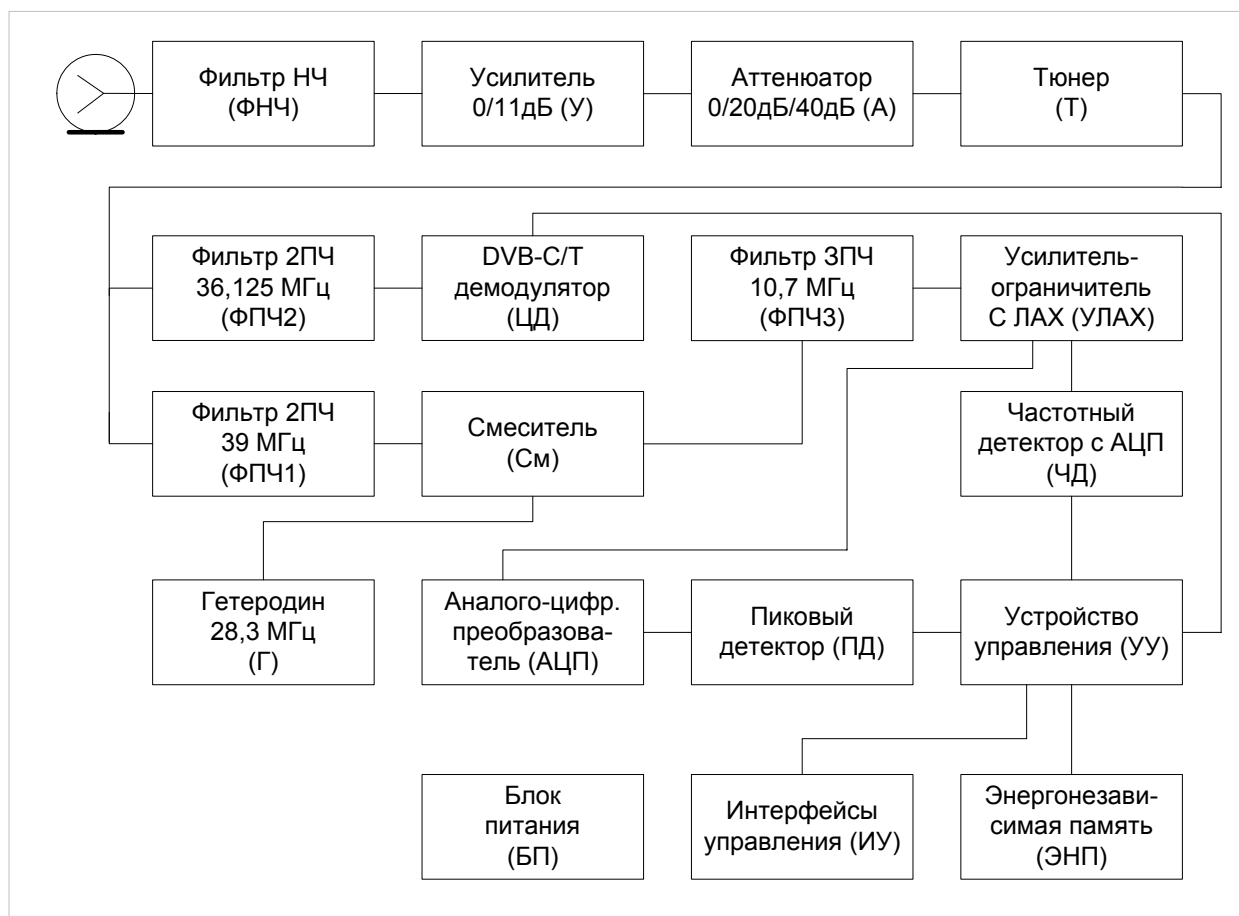 Фильтр НЧ
(ФНЧ)
Усилитель
0/11дБ (У)
Аттенюатор
0/20дБ/40дБ (А)
Тюнер
(Т)
Фильтр 2ПЧ
36,125 МГц
(ФПЧ2)
DVB-C/T
демодулятор
(ЦД)
Фильтр 3ПЧ
10,7 МГц
(ФПЧ3)
Усилитель-
ограничитель
С ЛАХ (УЛАХ)
Фильтр 2ПЧ
39 МГц
(ФПЧ1)
Смеситель
(См)
Частотный
детектор с АЦП
(ЧД)
Гетеродин
28,3 МГц
(Г)
Аналого-цифр.
преобразова-
тель (АЦП)
Пиковый
детектор (ПД)
Устройство
управления (УУ)
Блок
питания
(БП)
Интерфейсы
управления (ИУ)
Энергонезави-
симая память
(ЭНП)